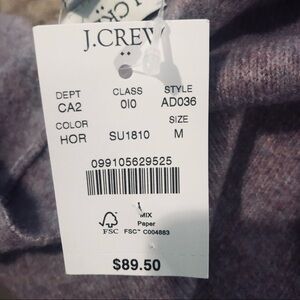 J.CREW
DEPT CLASS STYLE
CA2 010 AD036
COLOR SIZE
HOR SU1810 M
099105629525
MIX
Paper
FSC FSC® C004883
$89.50